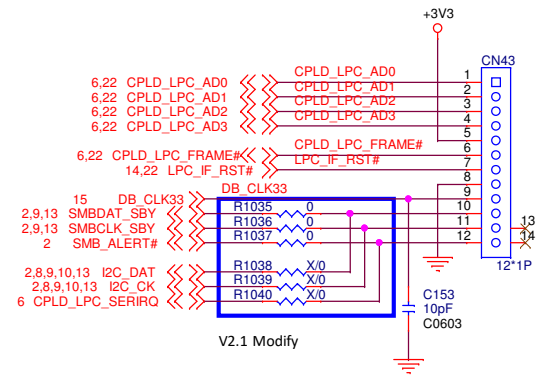 +3V3
CN43
6,22 CPLD_LPC_AD0 CPLD_LPC_AD0 1
6,22 CPLD_LPC_AD1 CPLD_LPC_AD1 2
6,22 CPLD_LPC_AD2 CPLD_LPC_AD2 3
6,22 CPLD_LPC_AD3 CPLD_LPC_AD3 4
5
6,22 CPLD_LPC_FRAME# CPLD_LPC_FRAME# 6
14,22 LPC_IF_RST# LPC_IF_RST# 7
8
15 DB_CLK33 DB_CLK33 9
2,9,13 SMBDAT_SBY R1035 0 10
2,9,13 SMBCLK_SBY R1036 0 11 13
2 SMB_ALERT# R1037 0 12 14
12*1P
2,8,9,10,13 I2C_DAT R1038 X/0
2,8,9,10,13 I2C_CK R1039 X/0
6 CPLD_LPC_SERIRQ R1040 X/0
C153
10pF
C0603
V2.1 Modify